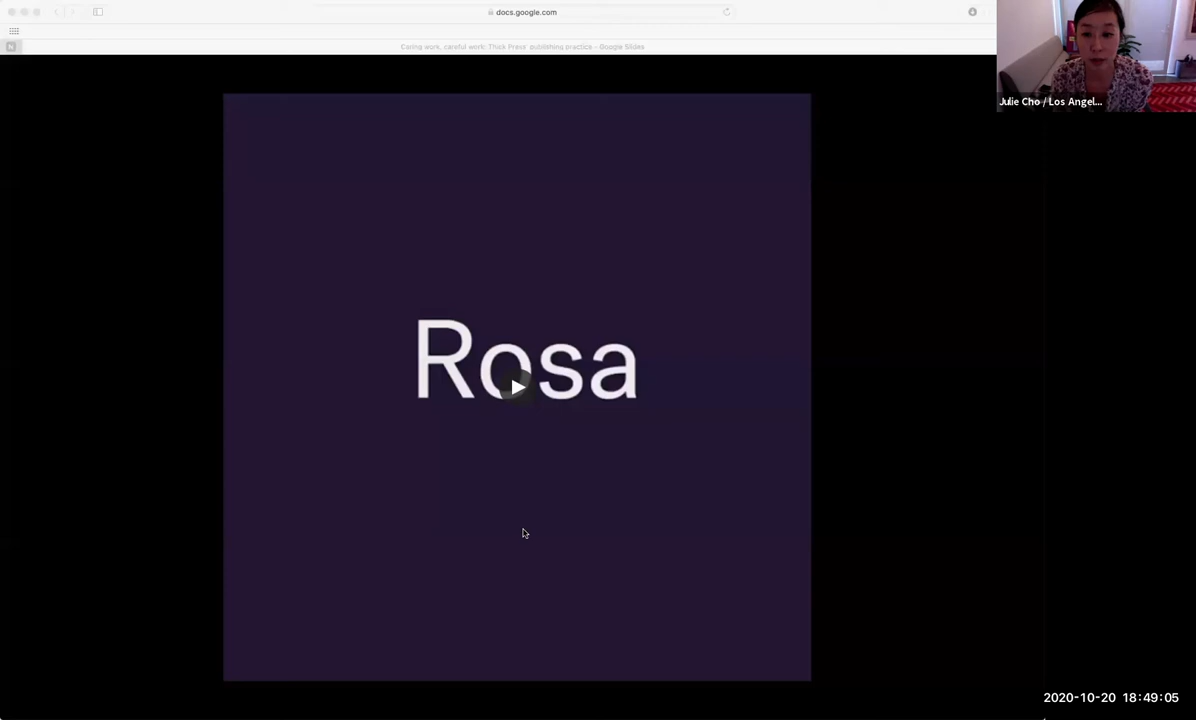 docs.google.com
Caring work, careful work: Thick Press' publishing practice - Google Slides
Julie Cho / Los Angel...
Rosa
2020-10-20 18:49:05